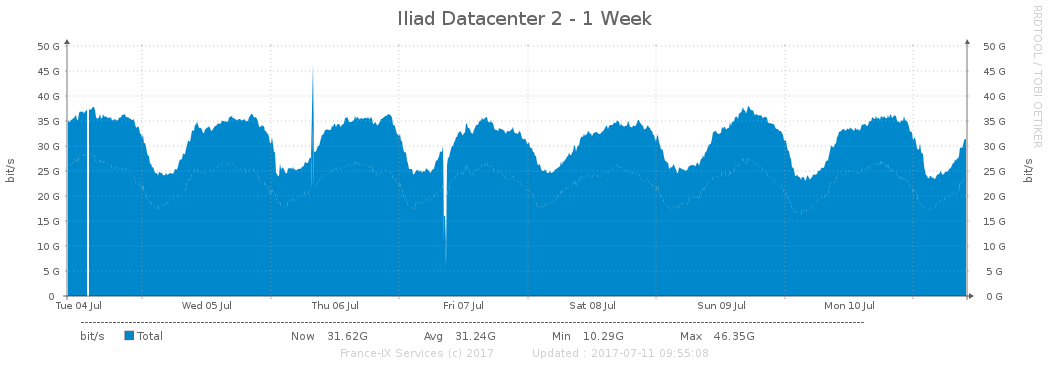 Iliad Datacenter 2 - 1 Week
RRDTOOL / TOBI OETIKER
bit/s
50 G 50 G
45 G 45 G
40 G 40 G
35 G 35 G
30 G 30 G
25 G 25 G
20 G 20 G
15 G 15 G
10 G 10 G
5 G 5 G
0 0 G
bit/s
Tue 04 Jul Wed 05 Jul Thu 06 Jul Fri 07 Jul Sat 08 Jul Sun 09 Jul Mon 10 Jul
bit/s Total Now 31.62G Avg 31.24G Min 10.29G Max 46.35G
France-IX Services (c) 2017 Updated : 2017-07-11 09:55:08